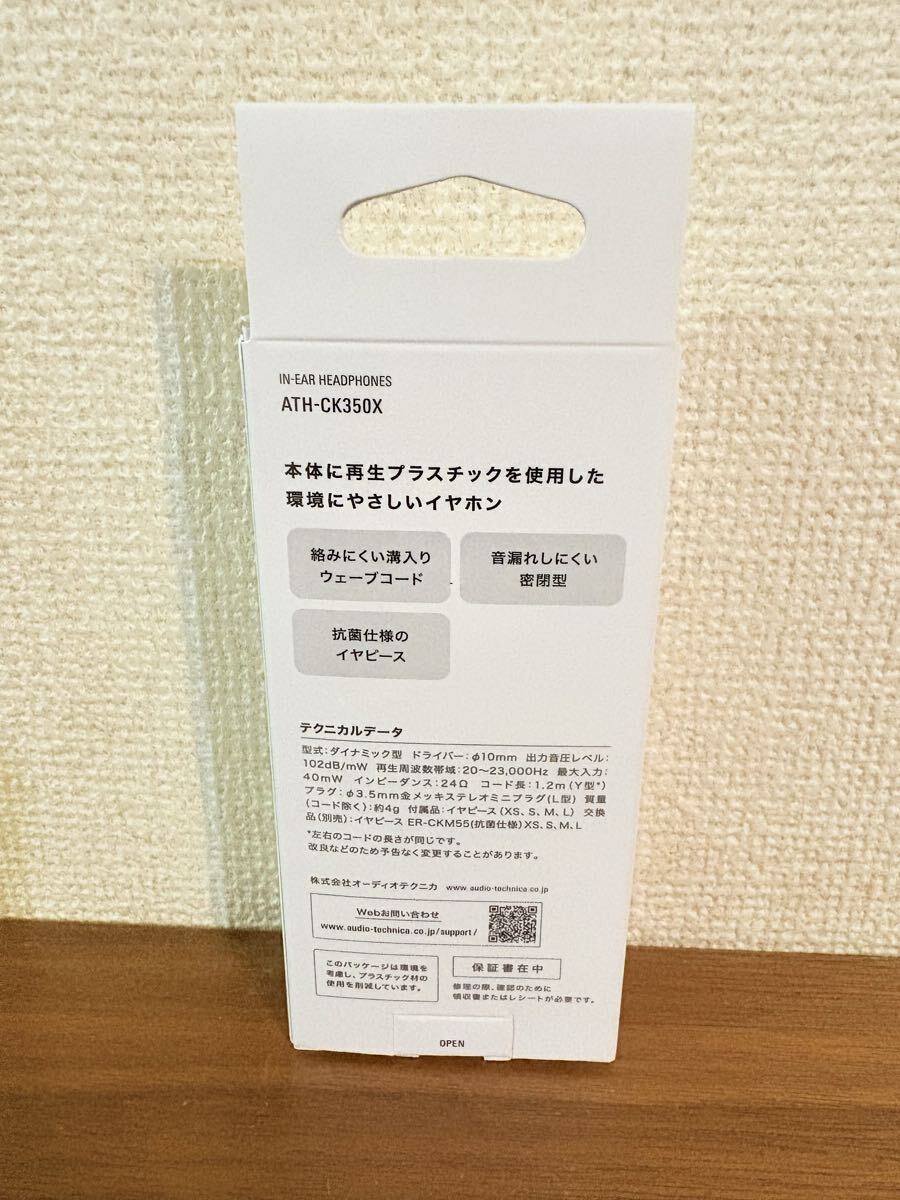 IN-EAR HEADPHONES
ATH-CK350X
本体に再生プラスチックを使用した
環境にやさしいイヤホン
絡みにくい溝入り
ウェーブコード
音漏れしにくい
密閉型
抗菌仕様の
イヤピース
テクニカルデータ
型式:ダイナミック型 ドライバー:φ10mm 出力音圧レベル:
102dB/mW 再生周波数帯域:20〜23,000Hz 最大入力:
40mW インピーダンス:24Ω コード長:1.2m(Y型*)
プラグ:φ3.5mm金メッキステレオミニプラグ(L型) 質量
(コード除く):約4g 付属品:イヤピース(XS、S、M、L) 交換
品(別売):イヤピース ER-CKM55(抗菌仕様)XS、S、M、L
*左右のコードの長さが同じです。
改良などのため予告なく変更することがあります。
株式会社オーディオテクニカ www.audio-technica.co.jp
Webお問い合わせ
www.audio-technica.co.jp/support/
このパッケージは環境を
考慮し、プラスチック材の
使用を削減しています。
保証書在中
修理の際、確認のために
領収書またはレシートが必要です。
OPEN